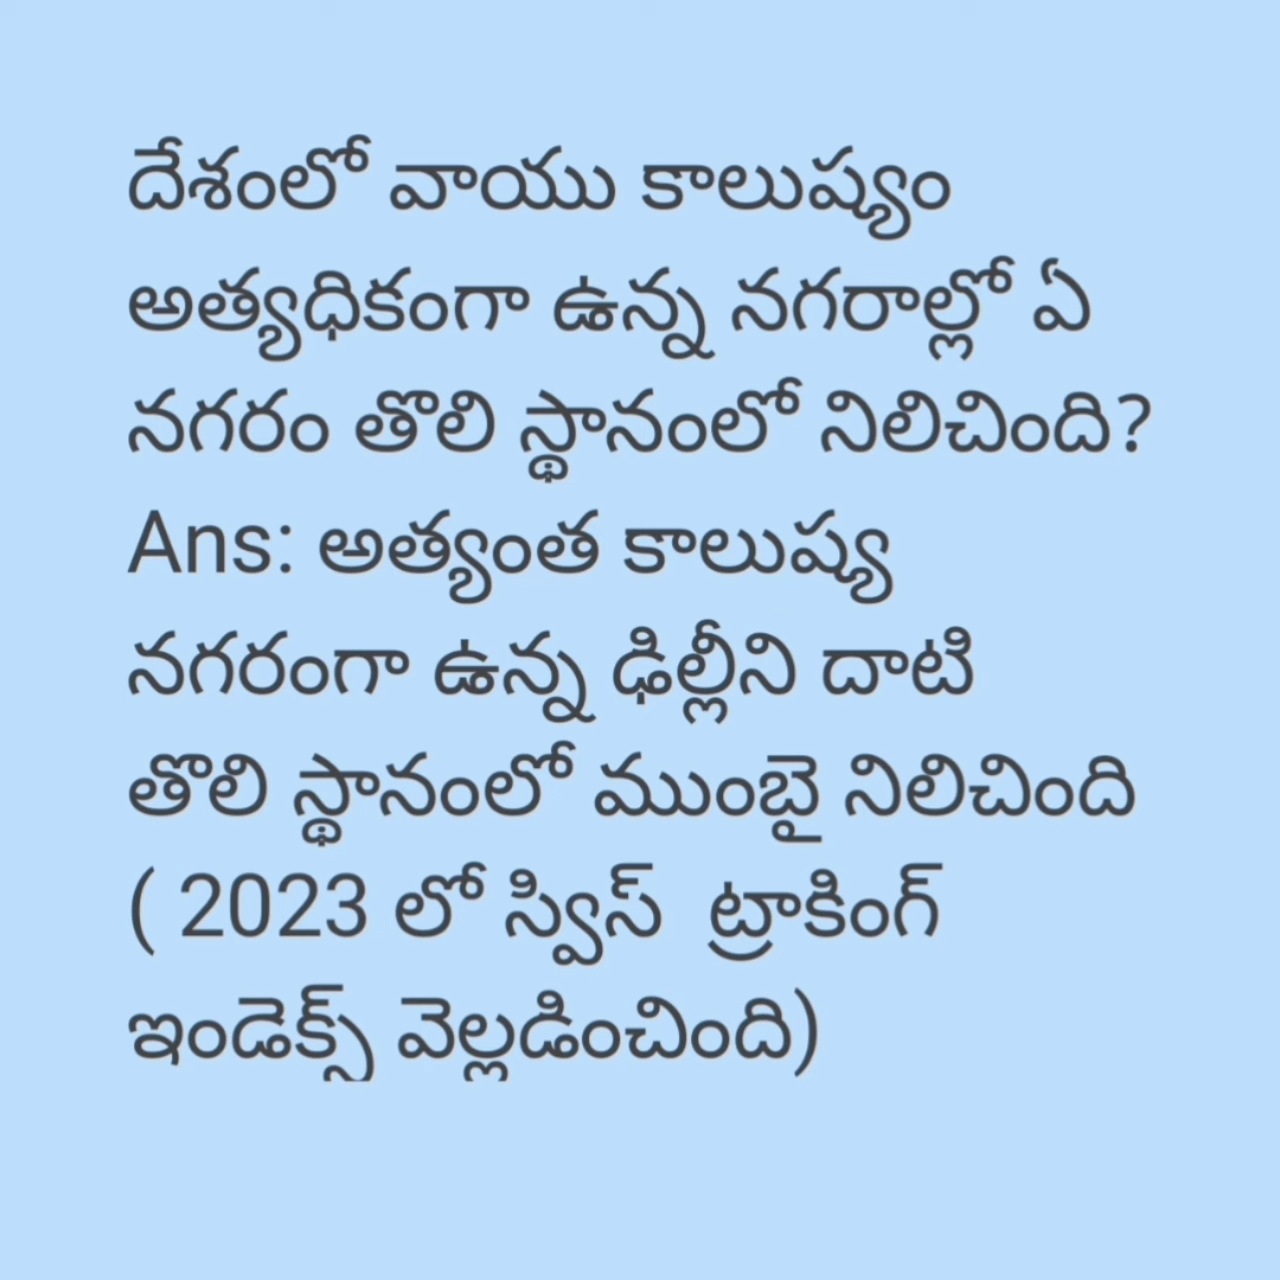 దేశంలో వాయు కాలుష్యం
అత్యధికంగా ఉన్న నగరాల్లో ఏ
నగరం తొలి స్థానంలో నిలిచింది?
Ans: అత్యంత కాలుష్య
నగరంగా ఉన్న ఢిల్లీని దాటి
తొలి స్థానంలో ముంబై నిలిచింది
( 2023 లో స్విస్  ట్రాకింగ్
ఇండెక్స్ వెల్లడించింది)